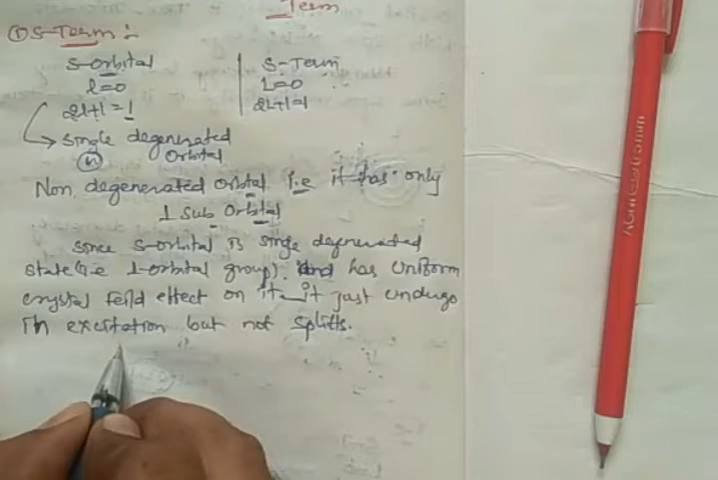 Term
① S-Term :
S-orbital | S-Term
l=0 | L=0
2l+1 = 1 | 2L+1=1
→ single degenerated
(n) orbital
Non degenerated orbital I.e it has only
1 sub orbital
since s-orbital is single degenerated
state (i.e 1-orbital group). and has uniform
crystal feild effect on it it just undugo
in excitation but not splitts.